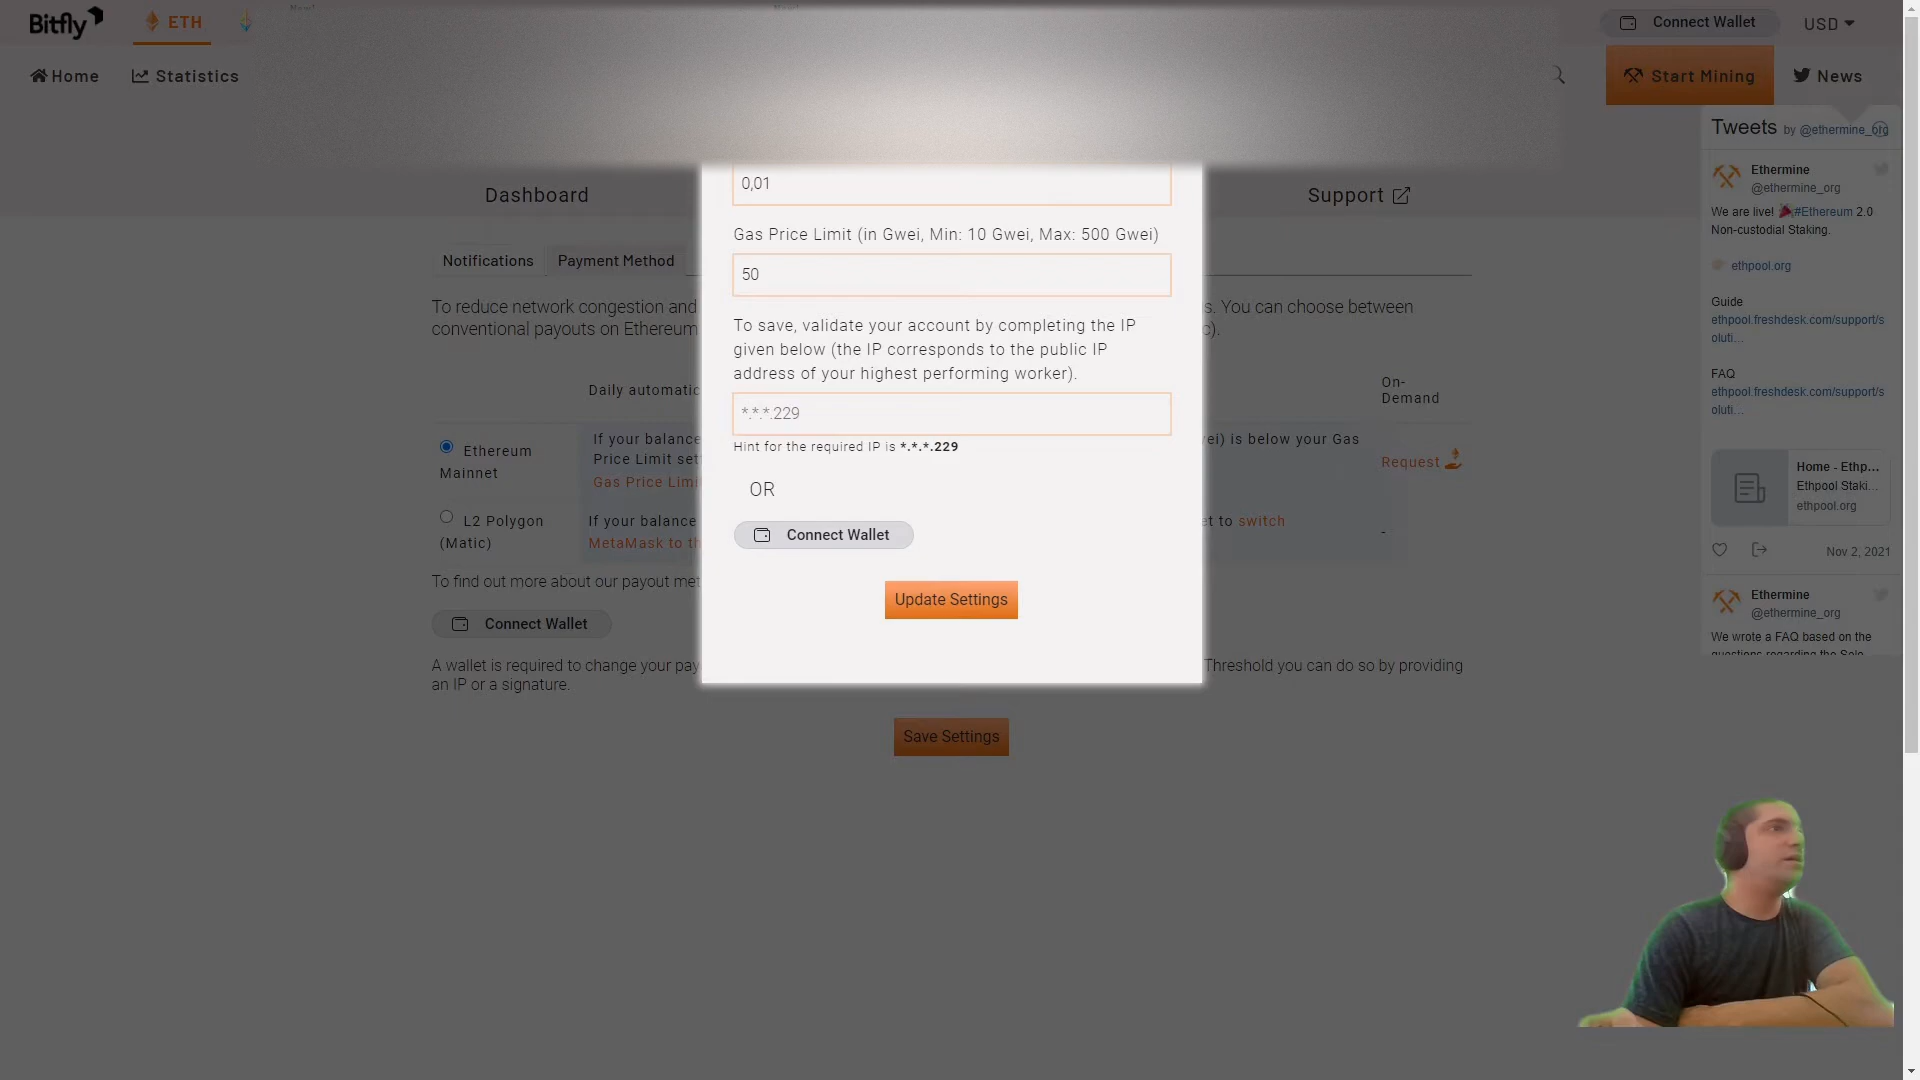 Bitfly
ETH
Connect Wallet
USD
Home
Statistics
Start Mining
News
Tweets by @ethermine_org
Dashboard
Support
0,01
Gas Price Limit (in Gwei, Min: 10 Gwei, Max: 500 Gwei)
50
To save, validate your account by completing the IP
given below (the IP corresponds to the public IP
address of your highest performing worker).
*.*.*.229
Hint for the required IP is *.*.*.229
OR
Connect Wallet
Update Settings
Notifications
Payment Method
To reduce network congestion and
s. You can choose between
conventional payouts on Ethereum
c).
Daily automatic
On-
Demand
Ethereum
Mainnet
If your balance
ei) is below your Gas
Price Limit set
Gas Price Limi
Request
L2 Polygon
(Matic)
If your balance
et to switch
MetaMask to th
-
To find out more about our payout met
Connect Wallet
A wallet is required to change your pay
Threshold you can do so by providing
an IP or a signature.
Save Settings
Ethermine
@ethermine_org
We are live! #Ethereum 2.0
Non-custodial Staking.
ethpool.org
Guide
ethpool.freshdesk.com/support/s
oluti...
FAQ
ethpool.freshdesk.com/support/s
oluti...
Home - Ethp...
Ethpool Staki...
ethpool.org
Nov 2, 2021
Ethermine
@ethermine_org
We wrote a FAQ based on the
questions regarding the Solo